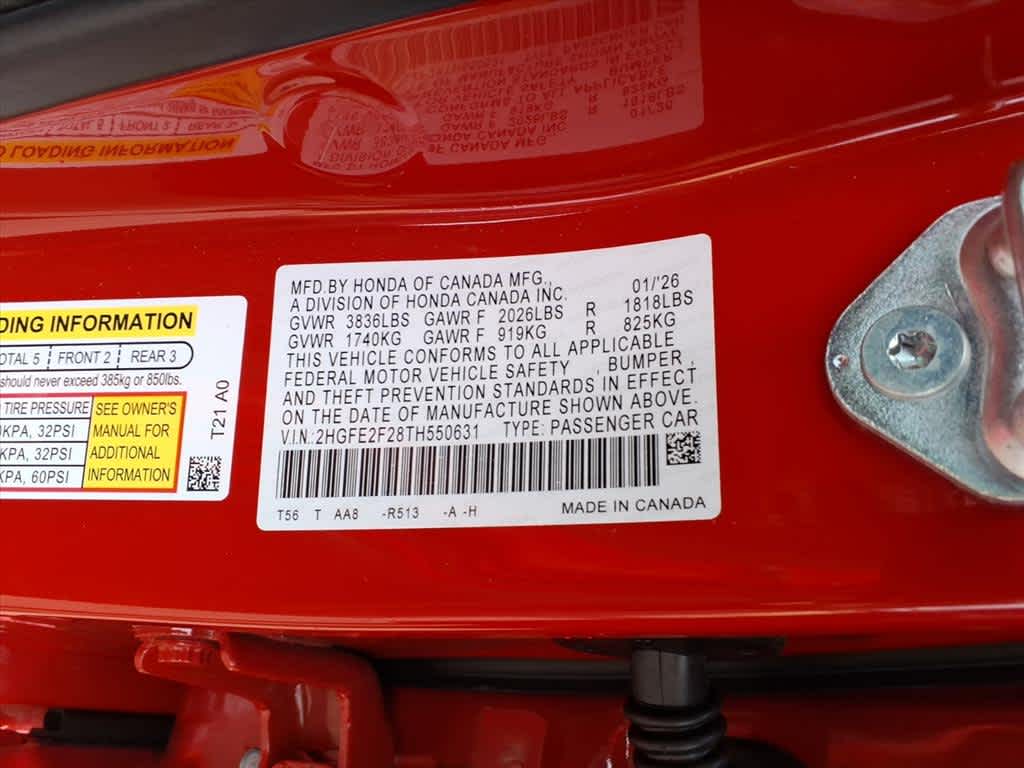 DING INFORMATION
OTAL 5 FRONT 2 REAR 3
should never exceed 385kg or 850lbs.
TIRE PRESSURE SEE OWNER'S
KPA, 32PSI MANUAL FOR
KPA, 32PSI ADDITIONAL
KPA, 60PSI INFORMATION
T21 A0
MFD.BY HONDA OF CANADA MFG., 01/'26
A DIVISION OF HONDA CANADA INC.
GVWR 3836LBS GAWR F 2026LBS R 1818LBS
GVWR 1740KG GAWR F 919KG R 825KG
THIS VEHICLE CONFORMS TO ALL APPLICABLE
FEDERAL MOTOR VEHICLE SAFETY , BUMPER ,
AND THEFT PREVENTION STANDARDS IN EFFECT
ON THE DATE OF MANUFACTURE SHOWN ABOVE.
V.I.N.: 2HGFE2F28TH550631 TYPE: PASSENGER CAR
T56 T AA8 -R513 -A -H MADE IN CANADA